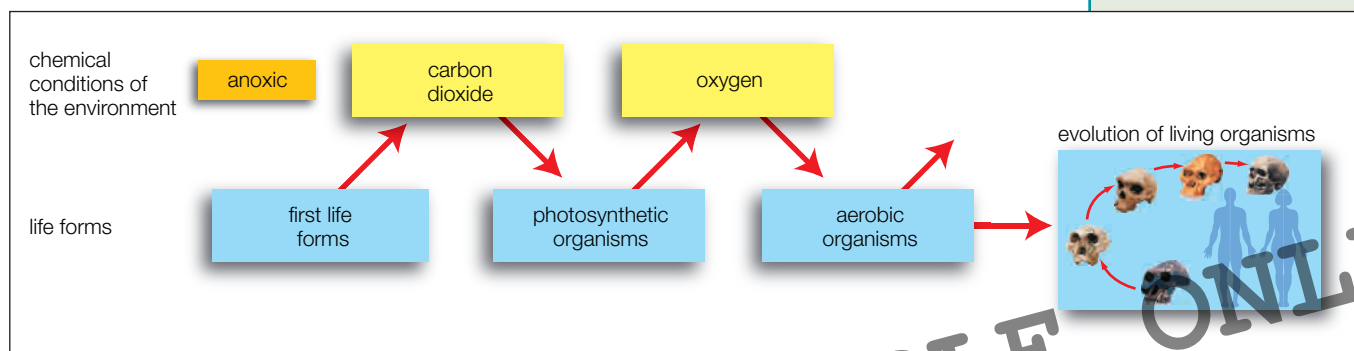 chemical
conditions of
the environment
anoxic
carbon
dioxide
oxygen
evolution of living organisms
life forms
first life
forms
photosynthetic
organisms
aerobic
organisms